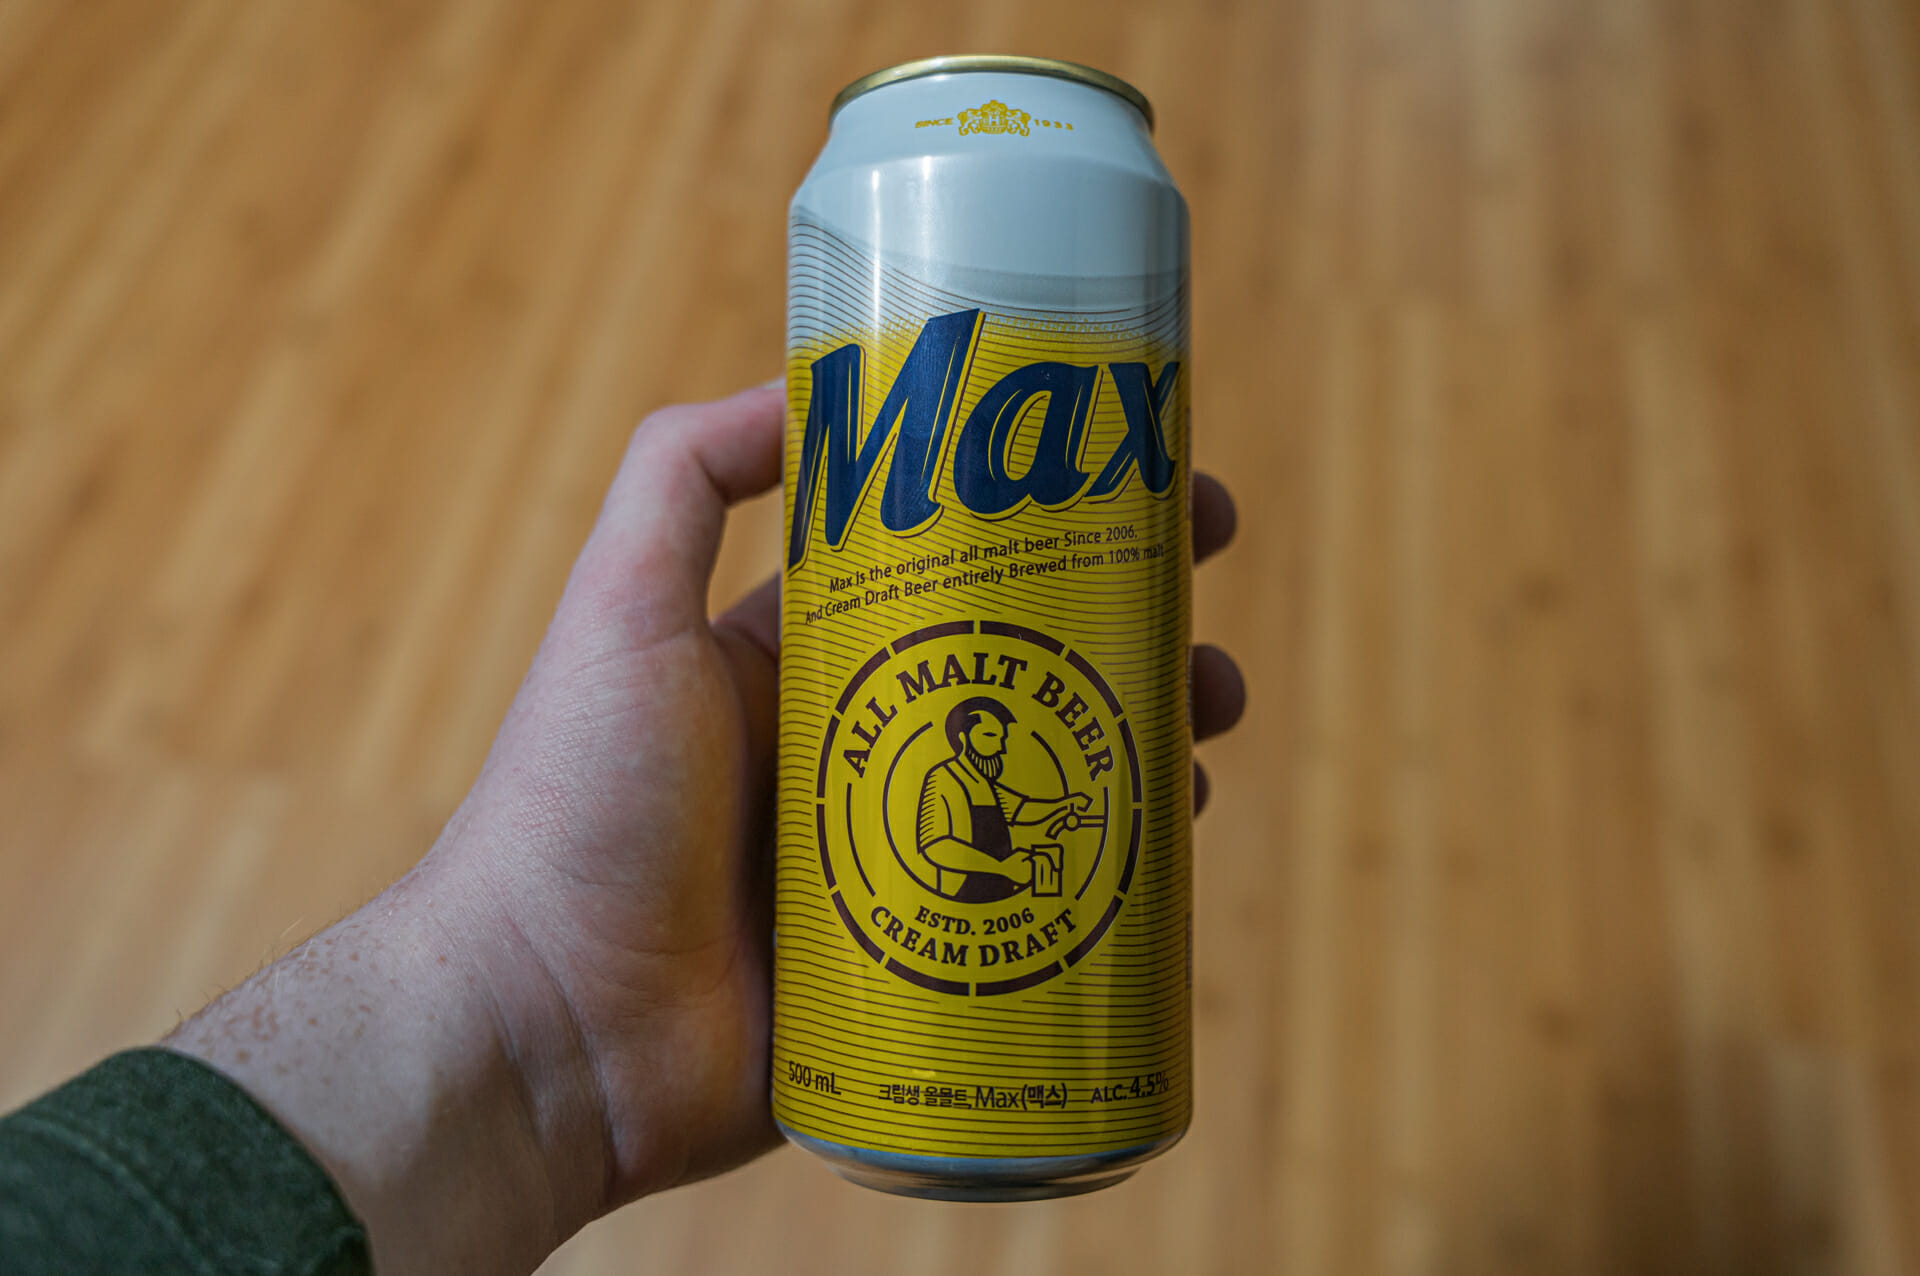 SINCE 1933
Max
Max is the original all malt beer Since 2006.
And Cream Draft Beer entirely Brewed from 100% malt
ALL MALT BEER
ESTD. 2006
CREAM DRAFT
500 mL 크림생 올몰트, Max(맥스) ALC. 4.5%